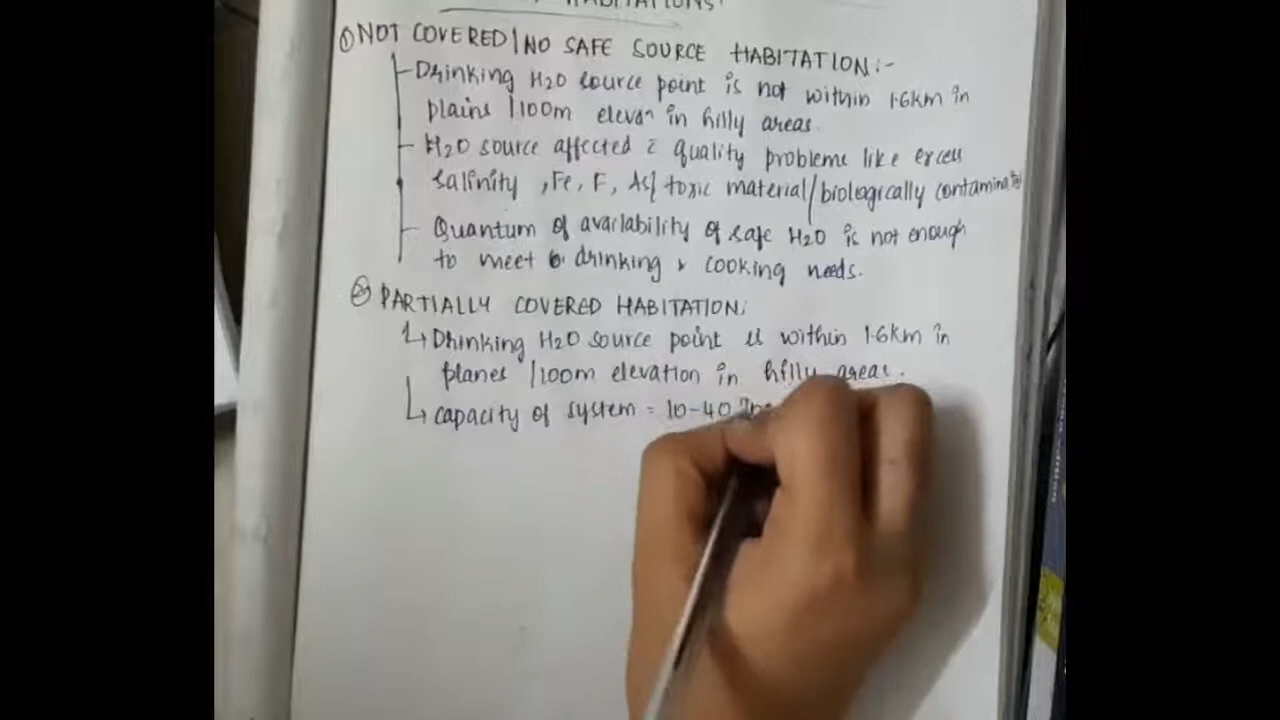 HABITATIONS:
① NOT COVERED/NO SAFE SOURCE HABITATION:-
Drinking H2O source point is not within 1.6km in
plains /100m elevan in hilly areas.
H2O source affected c̄ quality probleme like excess
salinity, Fe, F, As/ toxic material/biologically contaminated
Quantum of availability of safe H2O is not enough
to meet drinking & cooking needs.
② PARTIALLY COVERED HABITATION:
Drinking H2O source point is within 1.6km in
planes /100m elevation in hilly areas.
capacity of system = 10-40